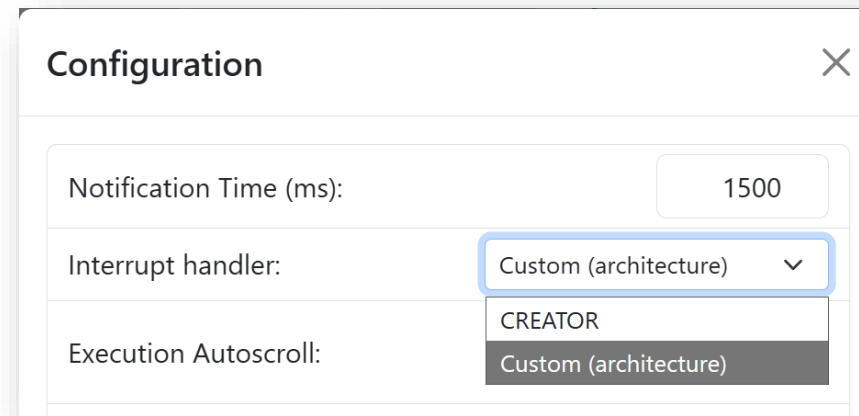 Configuration
Notification Time (ms): 1500
Interrupt handler: Custom (architecture)
CREATOR
Execution Autoscroll:
Custom (architecture)